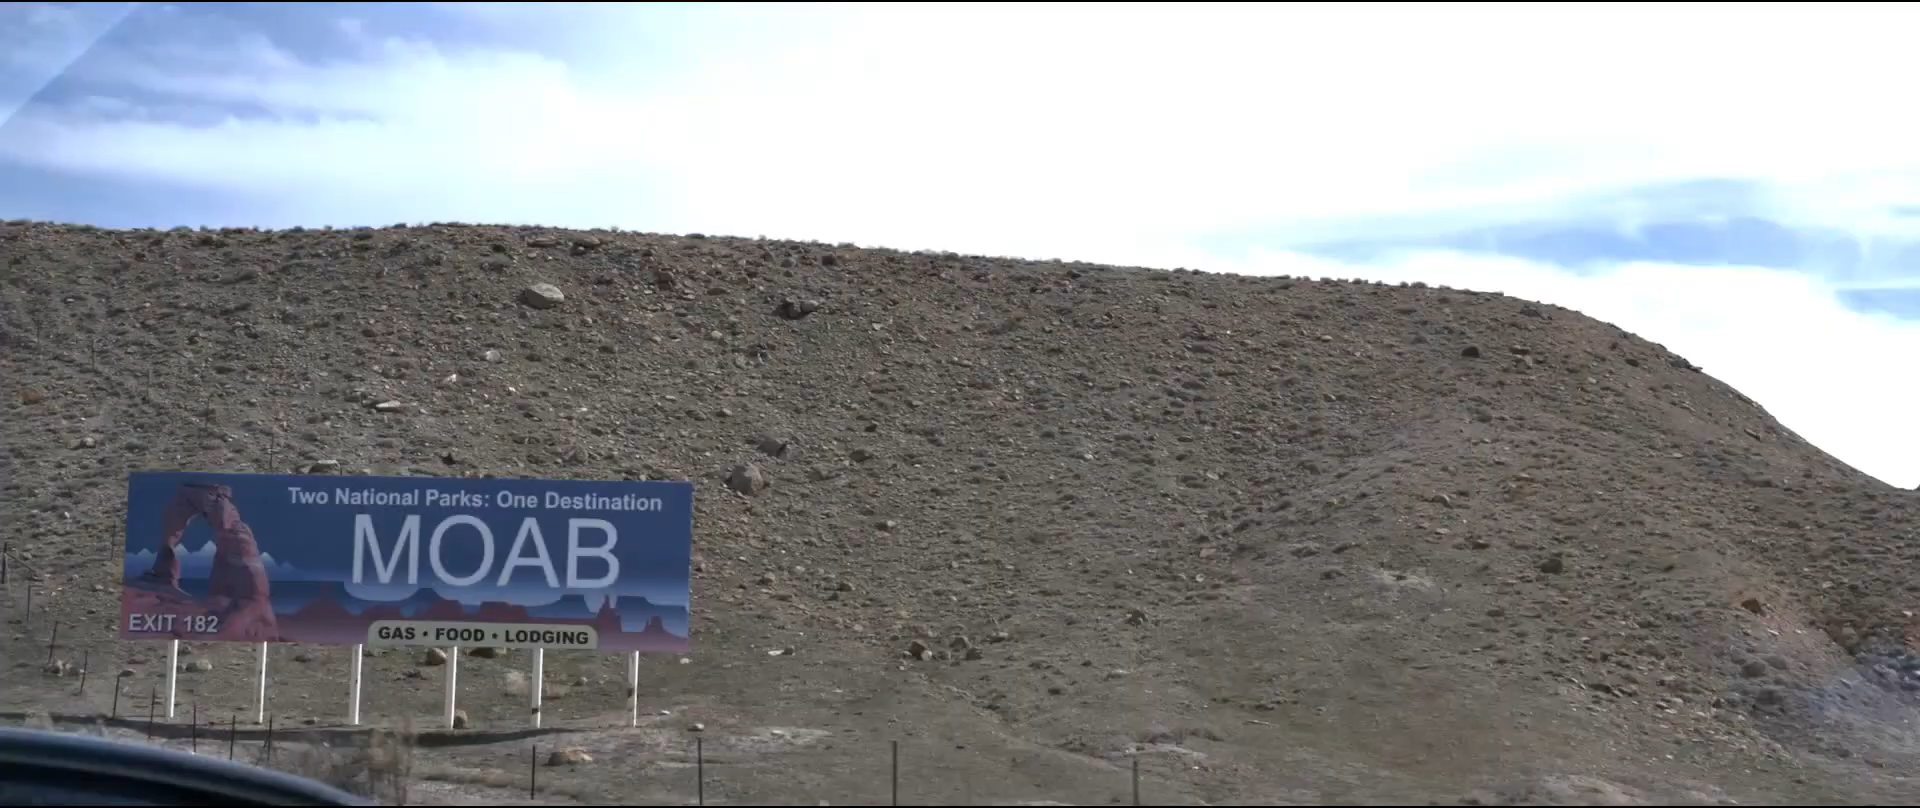 Two National Parks: One Destination
MOAB
EXIT 182
GAS • FOOD • LODGING